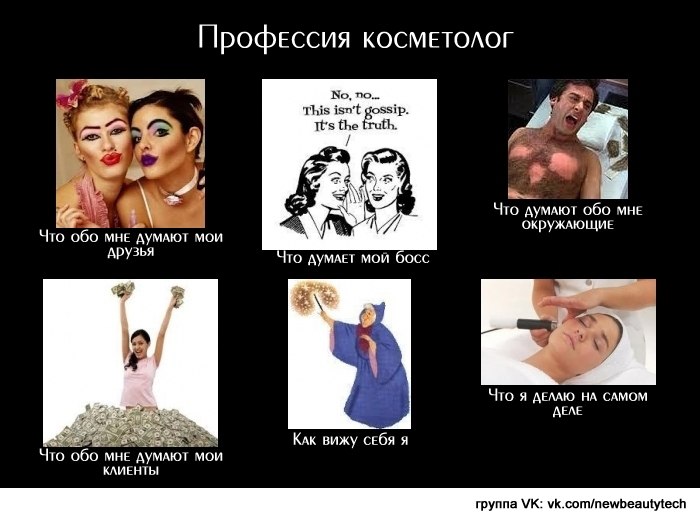 Профессия косметолог
No, no...
This isn't gossip.
It's the truth.
Что обо мне думают мои
друзья
Что думает мой босс
Что думают обо мне
окружающие
Что обо мне думают мои
клиенты
Как вижу себя я
Что я делаю на самом
деле
группа VK: vk.com/newbeautytech